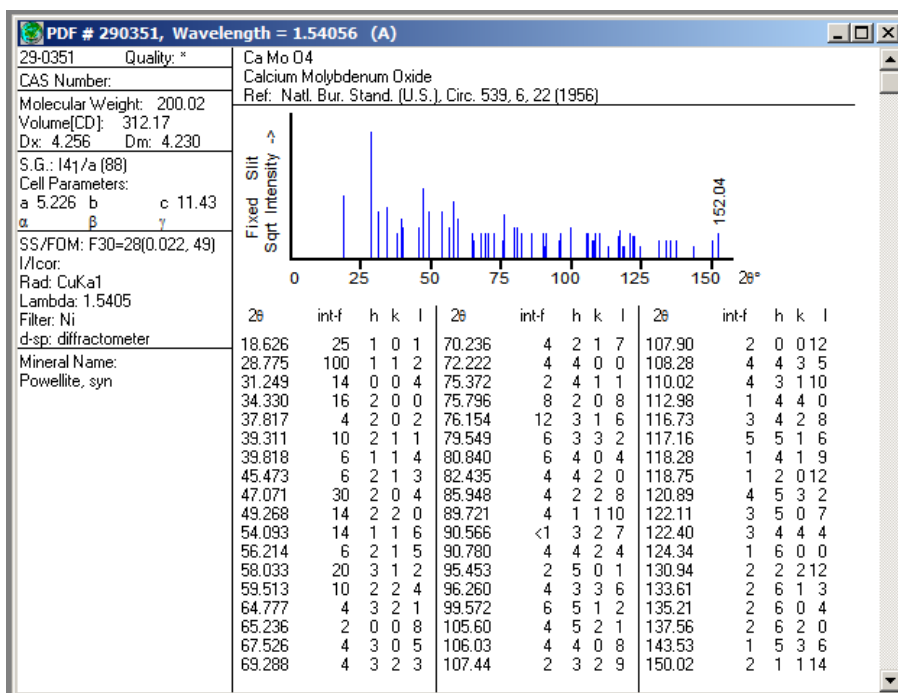 PDF # 290351, Wavelength = 1.54056 (A)
29-0351 Quality: *
CAS Number:
Molecular Weight: 200.02
Volume[CD]: 312.17
Dx: 4.256 Dm: 4.230
S.G.: I41/a (88)
Cell Parameters:
a 5.226 b c 11.43
α β γ
SS/FOM: F30=28(0.022, 49)
I/Icor:
Rad: CuKa1
Lambda: 1.5405
Filter: Ni
d-sp: diffractometer
Mineral Name:
Powellite, syn
Ca Mo O4
Calcium Molybdenum Oxide
Ref: Natl. Bur. Stand. (U.S.), Circ. 539, 6, 22 (1956)
Fixed Slit
Sqrt Intensity ->
152.04
0 25 50 75 100 125 150 2θ°
2θ int-f h k l 2θ int-f h k l 2θ int-f h k l
18.626 25 1 0 1 70.236 4 2 1 7 107.90 2 0 0 12
28.775 100 1 1 2 72.222 4 4 0 0 108.28 4 4 3 5
31.249 14 0 0 4 75.372 2 4 1 1 110.02 4 3 1 10
34.330 16 2 0 0 75.796 8 2 0 8 112.98 1 4 4 0
37.817 4 2 0 2 76.154 12 3 1 6 116.73 3 4 2 8
39.311 10 2 1 1 79.549 6 3 3 2 117.16 5 5 1 6
39.818 6 1 1 4 80.840 6 4 0 4 118.28 1 4 1 9
45.473 6 2 1 3 82.435 4 4 2 0 118.75 1 2 0 12
47.071 30 2 0 4 85.948 4 2 2 8 120.89 4 5 3 2
49.268 14 2 2 0 89.721 4 1 1 10 122.11 3 5 0 7
54.093 14 1 1 6 90.566 <1 3 2 7 122.40 3 4 4 4
56.214 6 2 1 5 90.780 4 4 2 4 124.34 1 6 0 0
58.033 20 3 1 2 95.453 2 5 0 1 130.94 2 2 2 12
59.513 10 2 2 4 96.260 4 3 3 6 133.61 2 6 1 3
64.777 4 3 2 1 99.572 6 5 1 2 135.21 2 6 0 4
65.236 2 0 0 8 105.60 4 5 2 1 137.56 2 6 2 0
67.526 4 3 0 5 106.03 4 4 0 8 143.53 1 5 3 6
69.288 4 3 2 3 107.44 2 3 2 9 150.02 2 1 1 14